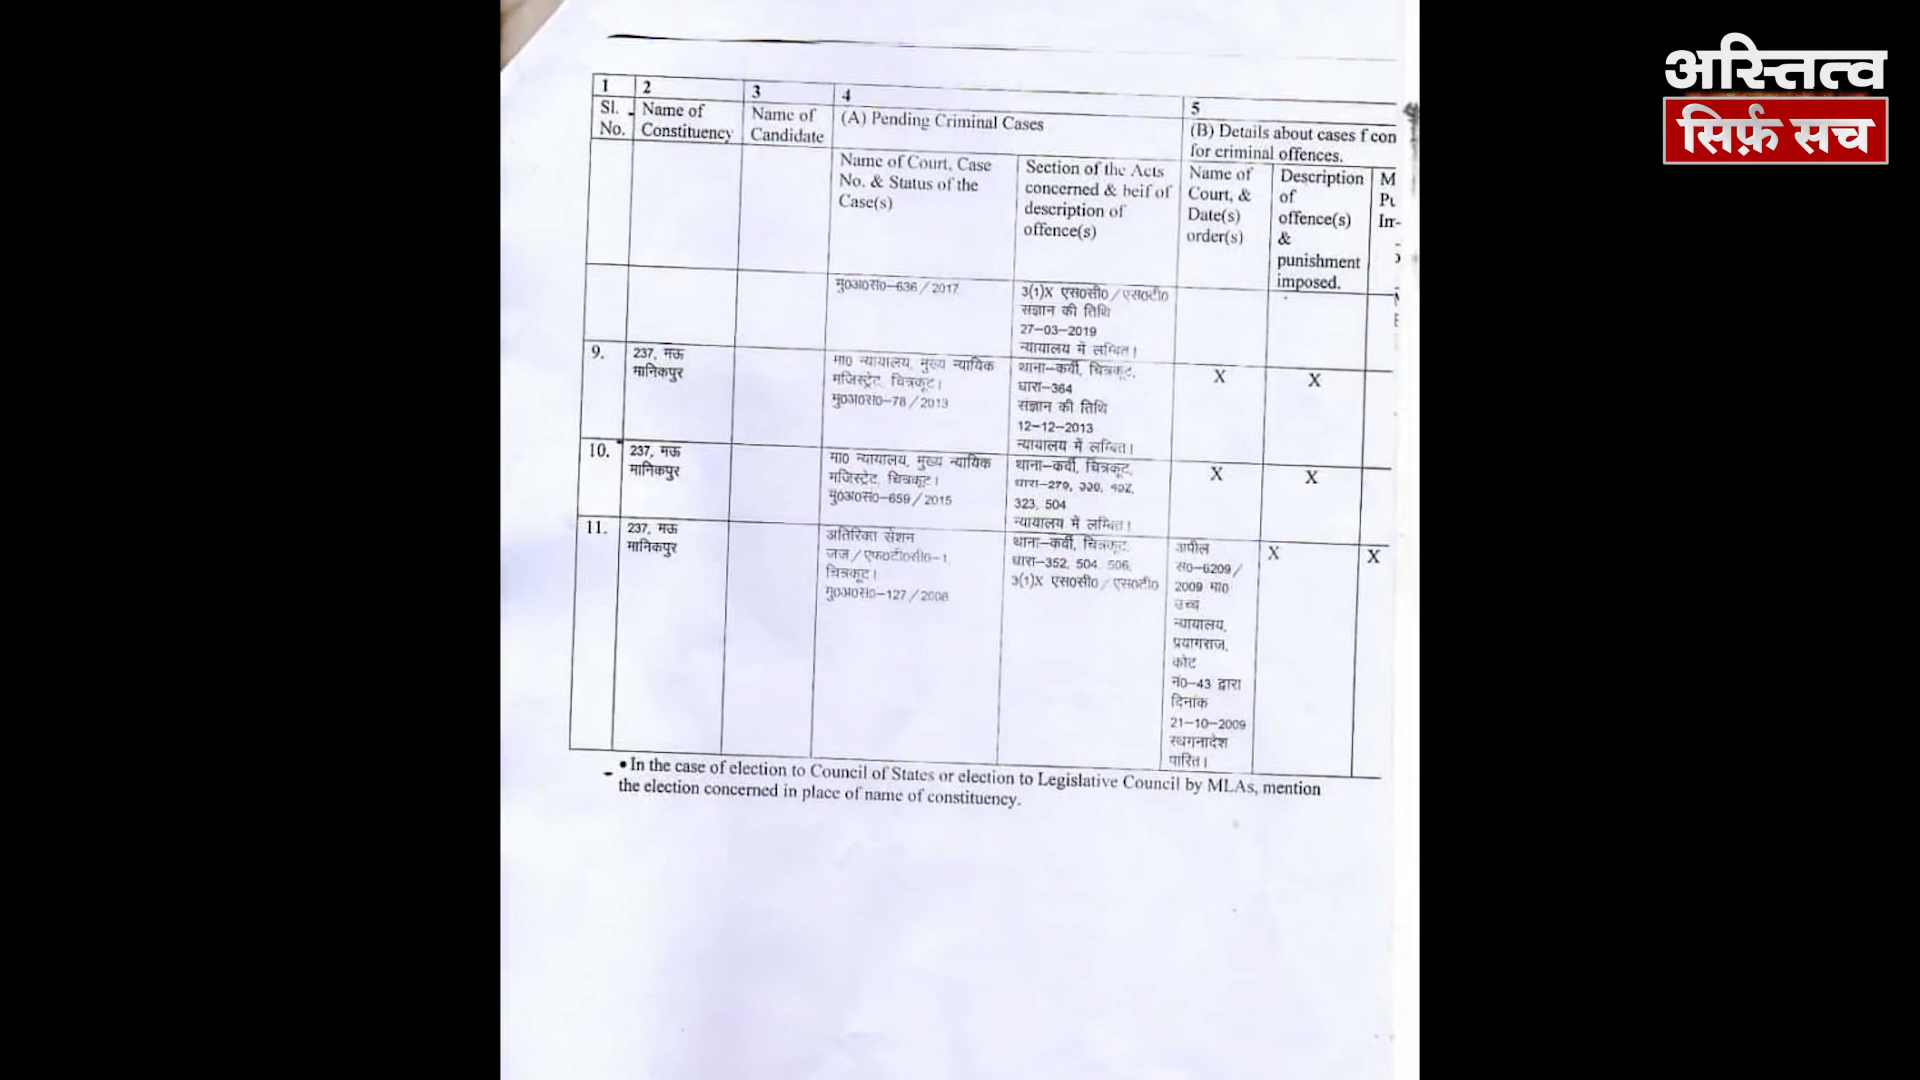 अस्तित्व
सिर्फ़ सच
1 2 3 4 5
Sl. No.
Name of Constituency
Name of Candidate
(A) Pending Criminal Cases
(B) Details about cases f con
for criminal offences.
Name of Court, Case
No. & Status of the
Case(s)
Section of the Acts
concerned & beif of
description of
offence(s)
Name of
Court, &
Date(s)
order(s)
Description
of
offence(s)
&
punishment
imposed.
मु0अ0सं0–636/2017
3(1)X एस0सी0/एस0टी0
संज्ञान की तिथि
27–03–2019
न्यायालय में लम्बित।
9.
237, मऊ
मानिकपुर
मा0 न्यायालय, मुख्य न्यायिक
मजिस्ट्रेट, चित्रकूट।
मु0अ0सं0–78/2013
थाना–कर्वी, चित्रकूट,
धारा–364
संज्ञान की तिथि
12–12–2013
न्यायालय में लम्बित।
X
X
10.
237, मऊ
मानिकपुर
मा0 न्यायालय, मुख्य न्यायिक
मजिस्ट्रेट, चित्रकूट।
मु0अ0सं0–659/2015
थाना–कर्वी, चित्रकूट,
धारा–279,
323, 504
न्यायालय में लम्बित।
X
X
11.
237, मऊ
मानिकपुर
अतिरिक्त सेशन
जज/एफ0टी0सी0–1,
चित्रकूट।
मु0अ0सं0–127/2008
थाना–कर्वी, चित्रकूट,
धारा–352, 504, 506,
3(1)X एस0सी0/एस0टी0
अपील
सं0–6209/
2009 मा0
उच्च
न्यायालय,
प्रयागराज,
कोट
नं0–43 द्वारा
दिनांक
21–10–2009
स्थगनादेश
पारित।
X
X
• In the case of election to Council of States or election to Legislative Council by MLAs, mention
the election concerned in place of name of constituency.